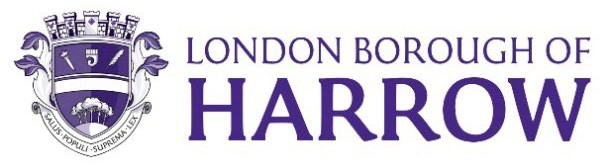 LONDON BOROUGH OF
HARROW
SALUS · POPULI · SUPREMA · LEX